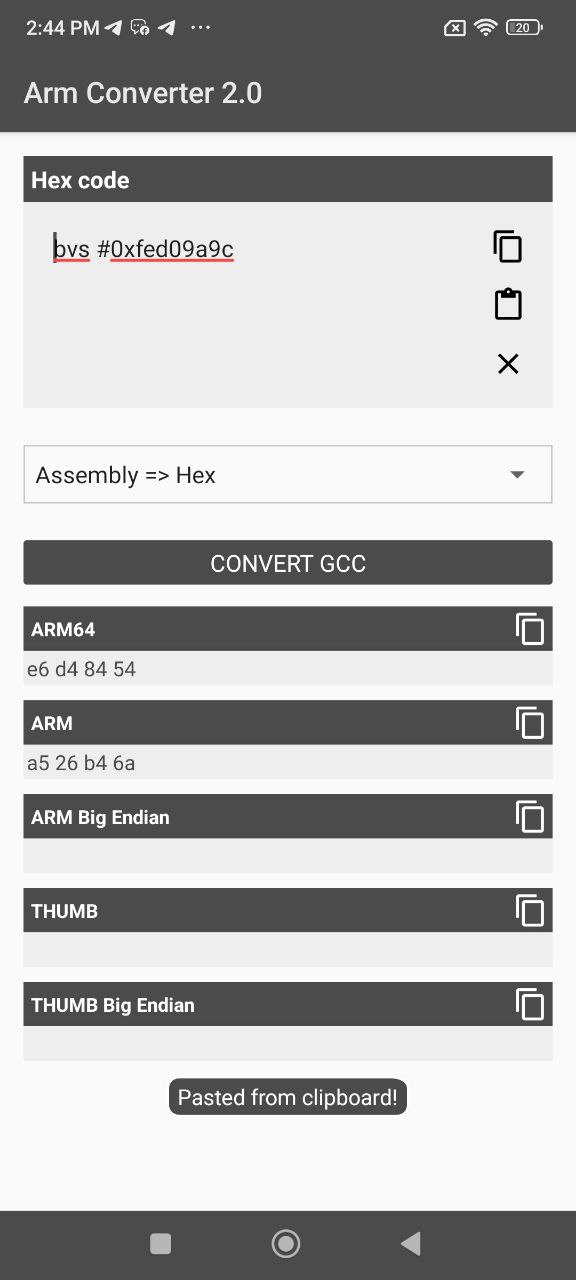 2:44 PM ...
20
Arm Converter 2.0
Hex code
bvs #0xfed09a9c
Assembly => Hex
CONVERT GCC
ARM64
e6 d4 84 54
ARM
a5 26 b4 6a
ARM Big Endian
THUMB
THUMB Big Endian
Pasted from clipboard!